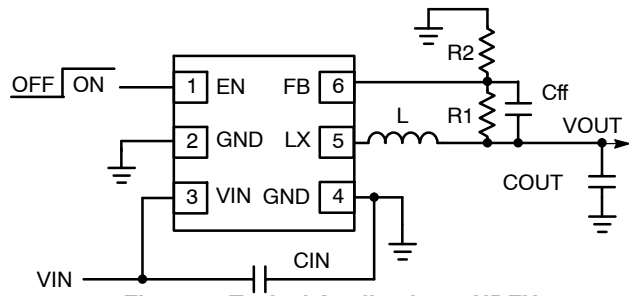 R2
OFF ON
1 EN FB 6
Cff
R1
L
VOUT
2 GND LX 5
COUT
3 VIN GND 4
CIN
VIN